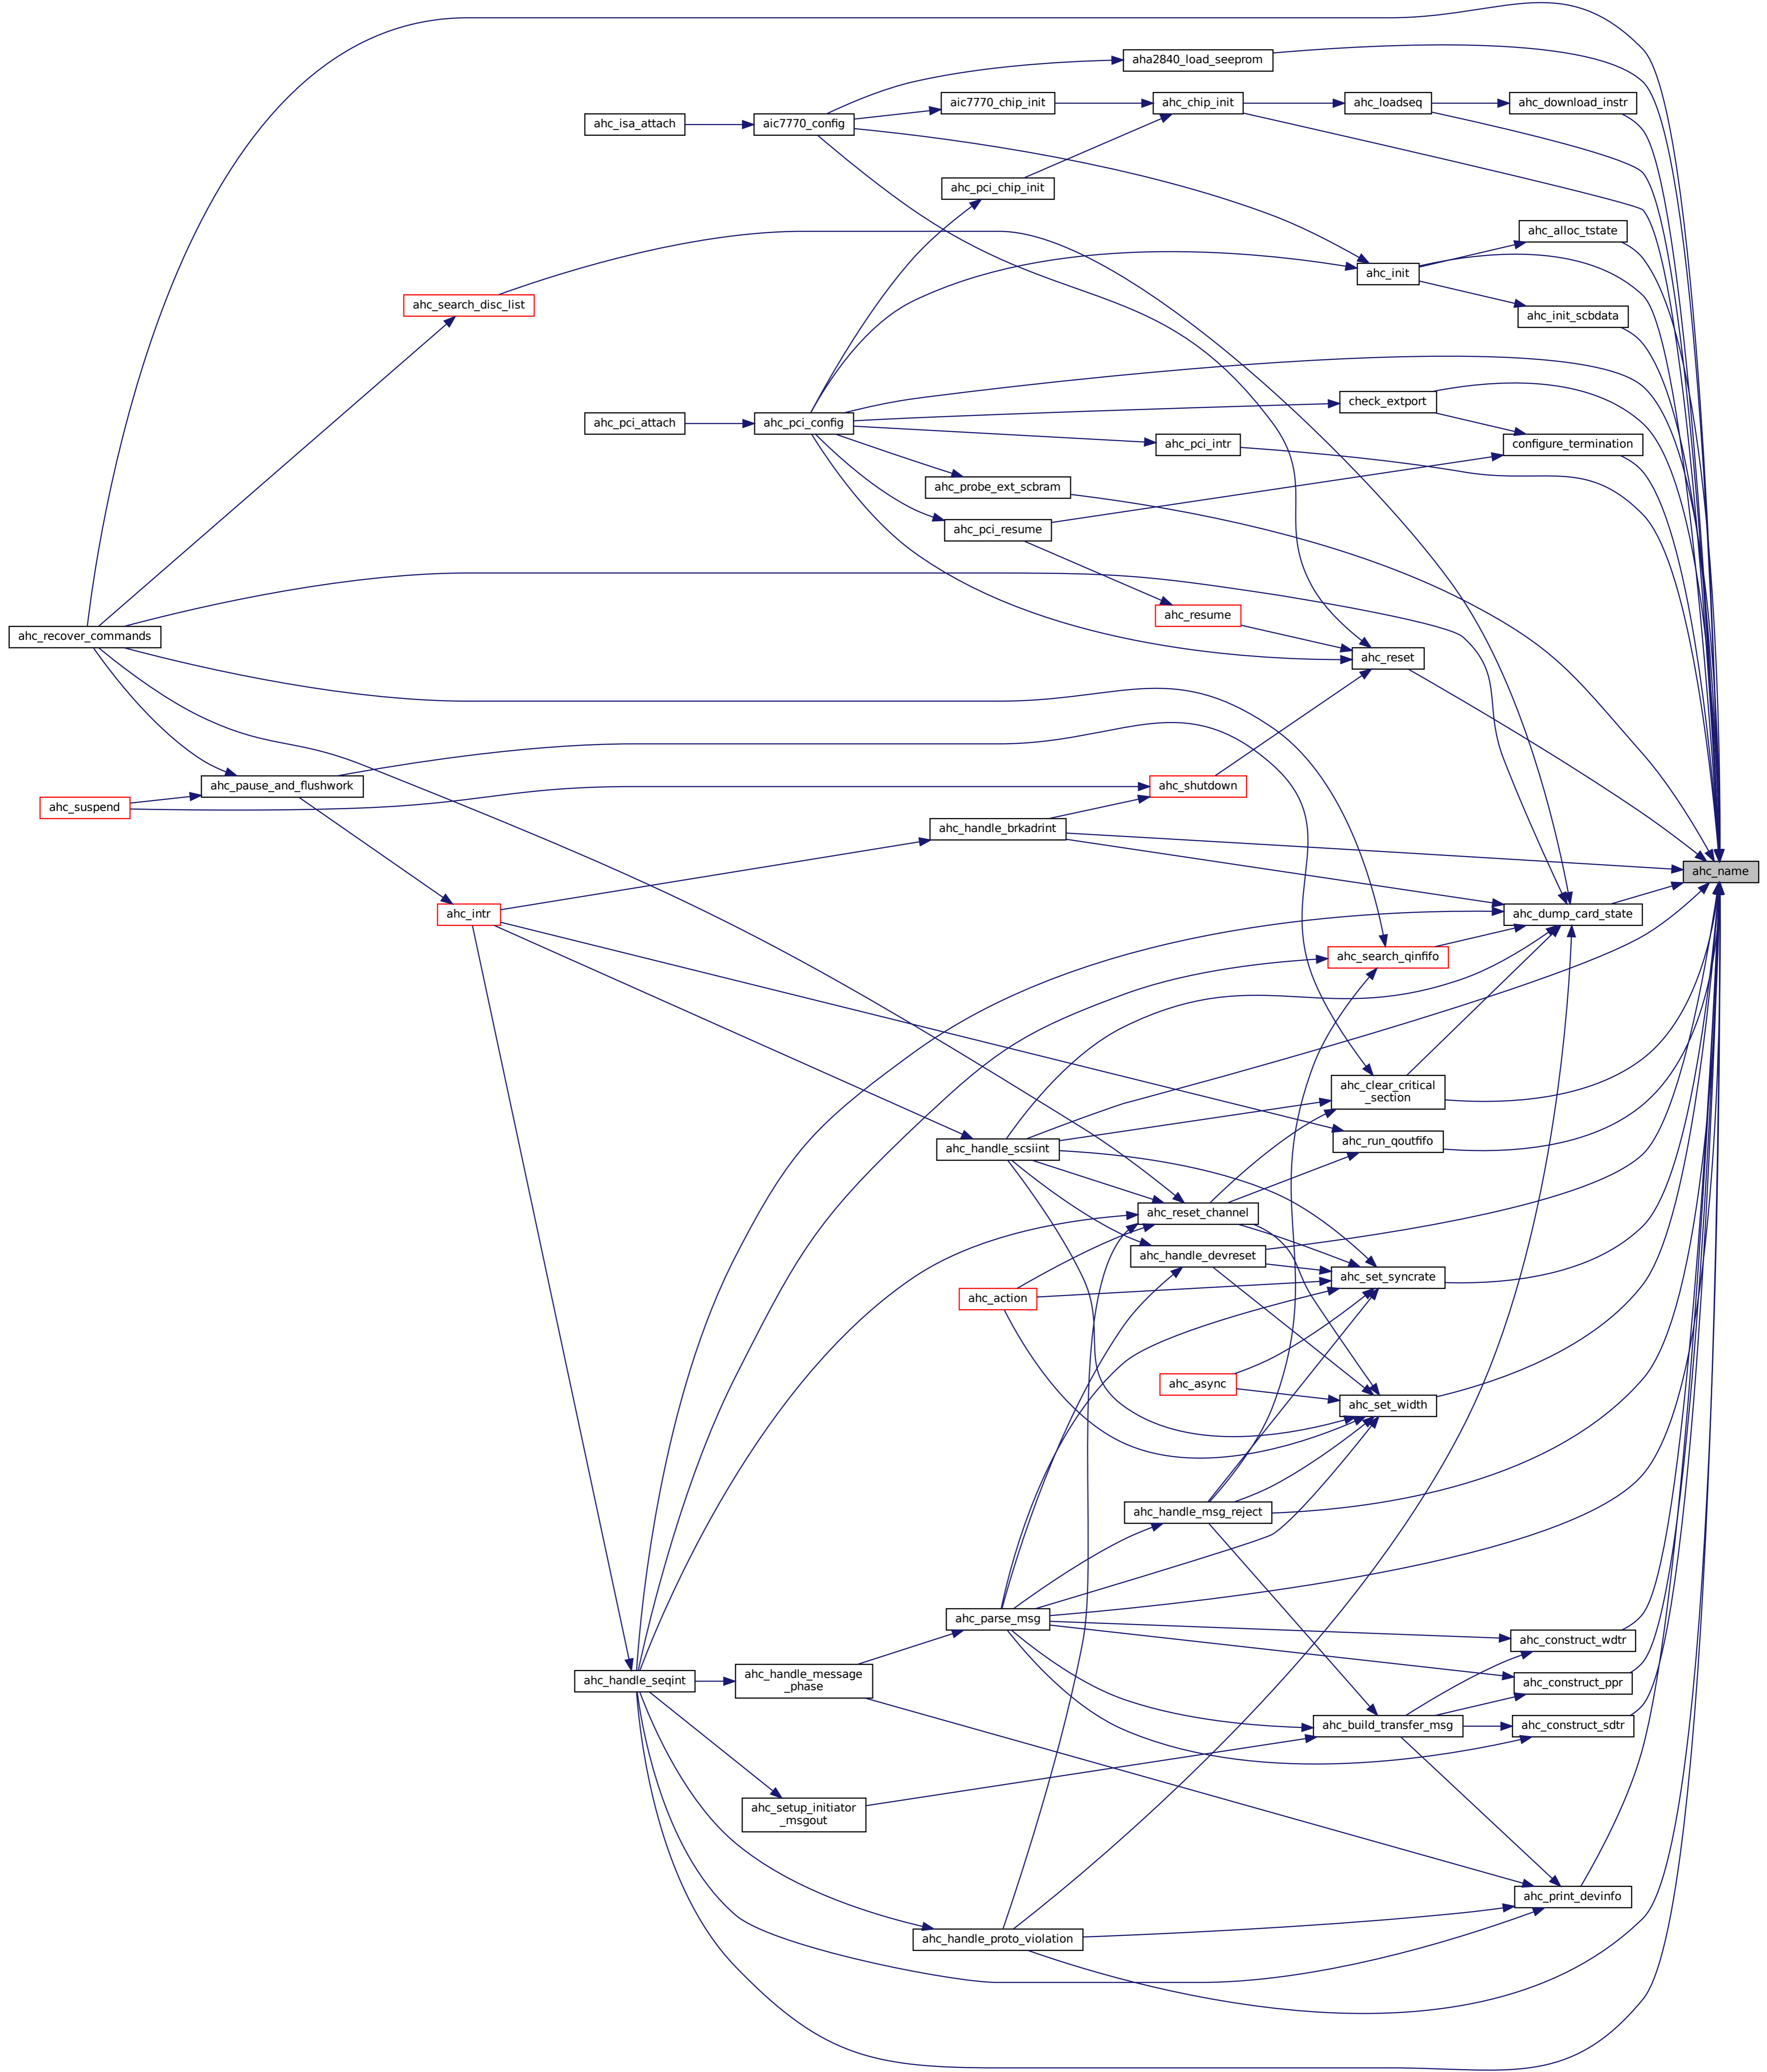 aha2840_load_seeprom
aic7770_chip_init
ahc_chip_init
ahc_loadseq
ahc_download_instr
ahc_isa_attach
aic7770_config
ahc_pci_chip_init
ahc_alloc_tstate
ahc_init
ahc_search_disc_list
ahc_init_scbdata
check_extport
ahc_pci_attach
ahc_pci_config
ahc_pci_intr
configure_termination
ahc_probe_ext_scbram
ahc_pci_resume
ahc_resume
ahc_recover_commands
ahc_reset
ahc_pause_and_flushwork
ahc_shutdown
ahc_suspend
ahc_handle_brkadrint
ahc_name
ahc_intr
ahc_dump_card_state
ahc_search_qinfifo
ahc_clear_critical
_section
ahc_run_qoutfifo
ahc_handle_scsiint
ahc_reset_channel
ahc_handle_devreset
ahc_set_syncrate
ahc_action
ahc_async
ahc_set_width
ahc_handle_msg_reject
ahc_parse_msg
ahc_construct_wdtr
ahc_handle_message
_phase
ahc_handle_seqint
ahc_construct_ppr
ahc_build_transfer_msg
ahc_construct_sdtr
ahc_setup_initiator
_msgout
ahc_print_devinfo
ahc_handle_proto_violation